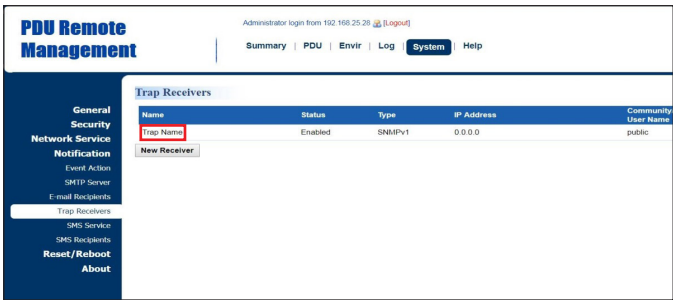 PDU Remote
Management
Administrator login from 192.168.25.28 [Logout]
Summary | PDU | Envir | Log | System | Help
General
Security
Network Service
Notification
Event Action
SMTP Server
E-mail Recipients
Trap Receivers
SMS Service
SMS Recipients
Reset/Reboot
About
Trap Receivers
Name Status Type IP Address Community/
User Name
Trap Name Enabled SNMPv1 0.0.0.0 public
New Receiver